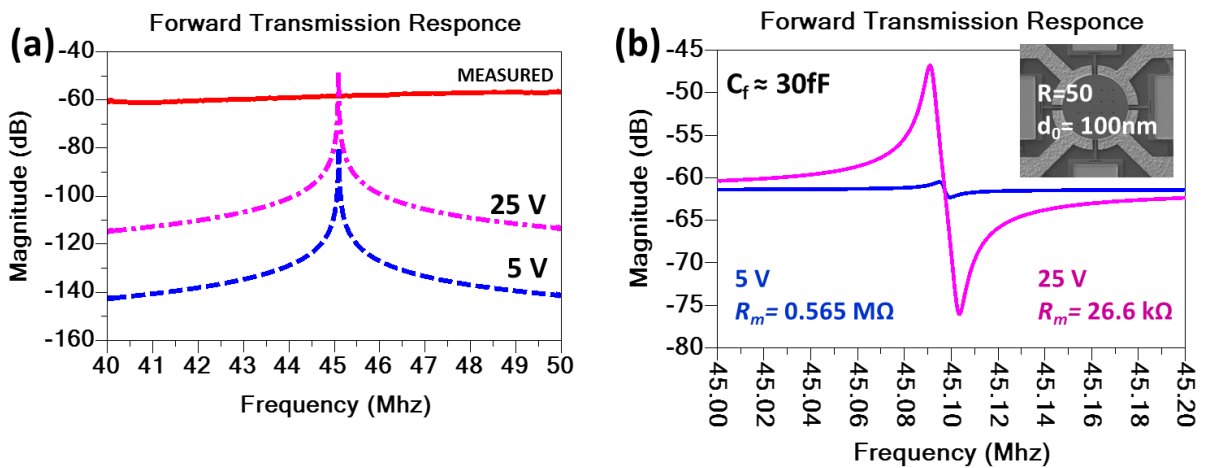 (a)
Forward Transmission Responce
Magnitude (dB)
-40
-60
-80
-100
-120
-140
-160
MEASURED
25 V
5 V
40 41 42 43 44 45 46 47 48 49 50
Frequency (Mhz)
(b)
Forward Transmission Responce
Magnitude (dB)
-45
-50
-55
-60
-65
-70
-75
-80
C_f ≈ 30fF
R=50
d_0= 100nm
5 V
R_m= 0.565 MΩ
25 V
R_m= 26.6 kΩ
45.00 45.02 45.04 45.06 45.08 45.10 45.12 45.14 45.16 45.18 45.20
Frequency (Mhz)